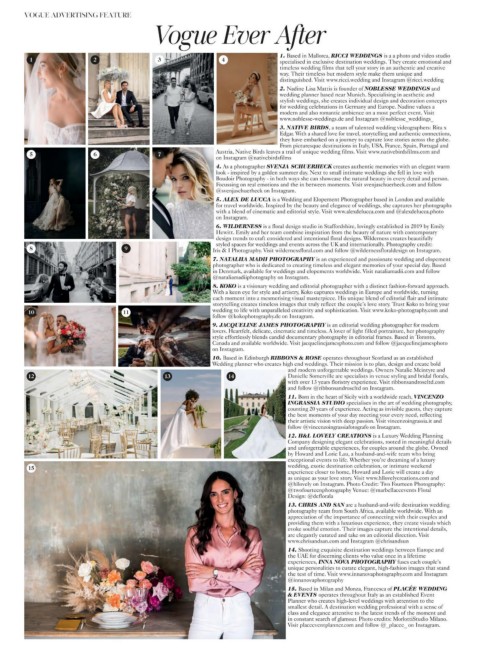 VOGUE ADVERTISING FEATURE
Vogue Ever After
1. Based in Mallorca, RICCI WEDDINGS is a a photo and video studio
specialised in exclusive destination weddings. They create emotional and
timeless wedding films that tell your story in an authentic and creative
way. Their timeless but modern style make them unique and
distinguished. Visit www.ricci.wedding and Instagram @ricci.wedding
2. Nadine Lisa Mattis is founder of NOBLESSE WEDDINGS and
wedding planner based near Munich. Specialising in aesthetic and
stylish weddings, she creates individual design and decoration concepts
for wedding celebrations in Germany and Europe. Nadine values a
modern and also romantic ambience on a most perfect event. Visit
www.noblesse-weddings.de and Instagram @noblesse_weddings_
3. NATIVE BIRDS, a team of talented wedding videographers: Rita x
Edgar. With a shared love for travel, storytelling and authentic connections,
they have embarked on a journey to capture love stories across the globe.
From picturesque destinations in Italy, USA, France, Spain, Portugal and
Austria, Native Birds leaves a trail of unique wedding films. Visit www.nativebirdsfilms.com and
on Instagram @nativebirdsfilms
4. As a photographer SVENJA SCHUERHECK creates authentic memories with an elegant warm
look - inspired by a golden summer day. Next to small intimate weddings she fell in love with
Boudoir Photography - in both ways she can showcase the natural beauty in every detail and person.
Focussing on real emotions and the in-between moments. Visit svenjaschuerheck.com and follow
@svenjaschuerheck on Instagram.
5. ALEX DE LUCCA is a Wedding and Elopement Photographer based in London and available
for travel worldwide. Inspired by the beauty and elegance of weddings, she captures her photographs
with a blend of cinematic and editorial style. Visit www.alexdelucca.com and @alexdelucca.photo
on Instagram.
6. WILDERNESS is a floral design studio in Staffordshire, lovingly established in 2019 by Emily
Hewitt. Emily and her team combine inspiration from the beauty of nature with contemporary
design trends to craft considered and intentional floral designs. Wilderness creates beautifully
styled spaces for weddings and events across the UK and internationally. Photography credit:
Iris & I Photography. Visit wildernessfloral.com and follow @wildernessfloraldesign on Instagram.
7. NATALIIA MADII PHOTOGRAPHY is an experienced and passionate wedding and elopement
photographer who is dedicated to creating timeless and elegant memories of your special day. Based
in Denmark, available for weddings and elopements worldwide. Visit nataliiamadii.com and follow
@nataliiamadiiphotography on Instagram.
8. KOKO is a visionary wedding and editorial photographer with a distinct fashion-forward approach.
With a keen eye for style and artistry, Koko captures weddings in Europe and worldwide, turning
each moment into a mesmerising visual masterpiece. His unique blend of editorial flair and intimate
storytelling creates timeless images that truly reflect the couple's love story. Trust Koko to bring your
wedding to life with unparalleled creativity and sophistication. Visit www.koko-photography.com and
follow @kokophotography.de on Instagram.
9. JACQUELINE JAMES PHOTOGRAPHY is an editorial wedding photographer for modern
lovers. Heartfelt, delicate, cinematic and timeless. A lover of light filled portraiture, her photography
style effortlessly blends candid documentary photography in editorial frames. Based in Toronto,
Canada and available worldwide. Visit jacquelinejamesphoto.com and follow @jacquelinejamesphoto
on Instagram.
10. Based in Edinburgh RIBBONS & ROSE operates throughout Scotland as an established
Wedding planner who creates high end weddings. Their mission is to plan, design and create bold
and modern unforgettable weddings. Owners Natalie Mcintyre and
Danielle Somerville are specialises in venue styling and bridal florals,
with over 13 years floristry experience. Visit ribbonsandroseltd.com
and follow @ribbonsandroseltd on Instagram.
11. Born in the heart of Sicily with a worldwide reach, VINCENZO
INGRASSIA STUDIO specialises in the art of wedding photography,
counting 20 years of experience. Acting as invisible guests, they capture
the best moments of your day meeting your every need, reflecting
their artistic vision with deep passion. Visit vincenzoingrassia.it and
follow @vincenzoingrassiafotografo on Instagram.
12. H&L LOVELY CREATIONS is a Luxury Wedding Planning
Company designing elegant celebrations, rooted in meaningful details
and unforgettable experiences, for couples around the globe. Owned
by Howard and Lorie Lau, a husband-and-wife team who bring
exceptional events to life. Whether you're dreaming of a luxury
wedding, exotic destination celebration, or intimate weekend
experience closer to home, Howard and Lorie will create a day
as unique as your love story. Visit www.hllovelycreations.com and
@hllovely on Instagram. Photo Credit: Two Fourteen Photography:
@twofourteenphotography Venue: @marbellacevents Floral
Design: @defiorala
13. CHRIS AND SAN are a husband-and-wife destination wedding
photography team from South Africa, available worldwide. With an
appreciation of the importance of connecting with their couples and
providing them with a luxurious experience, they create visuals which
evoke soulful emotion. Their images capture the intentional details,
are elegantly curated and take on an editorial direction. Visit
www.chrisandsan.com and Instagram @chrisandsan
14. Shooting exquisite destination weddings between Europe and
the UAE for discerning clients who value once in a lifetime
experiences, INNA NOVA PHOTOGRAPHY fuses each couple's
unique personalities to curate elegant, high-fashion images that stand
the test of time. Visit www.innanovaphotography.com and Instagram
@innanovaphotography
15. Based in Milan and Monza, Francesca of PLACÉE WEDDING
& EVENTS operates throughout Italy as an established Event
Planner who creates high-level weddings with attention to the
smallest detail. A destination wedding professional with a sense of
class and elegance attentive to the latest trends of the moment and
in constant search of glamour. Photo credits: MorlottiStudio Milano.
Visit placeeventplanner.com and follow @_placee_ on Instagram.